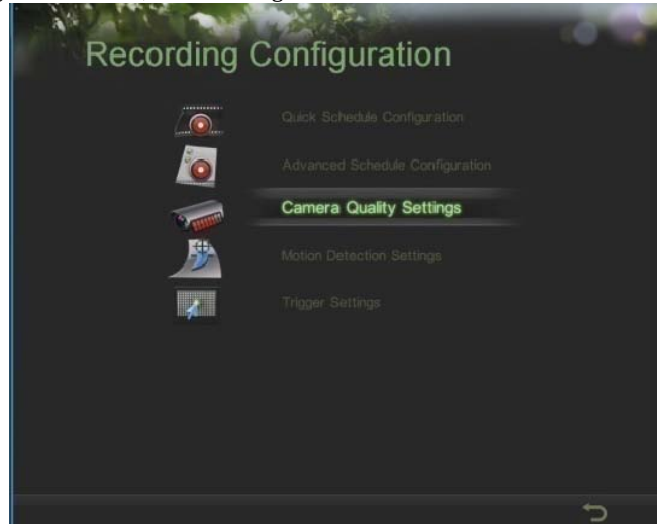 Recording Configuration
Quick Schedule Configuration
Advanced Schedule Configuration
Camera Quality Settings
Motion Detection Settings
Trigger Settings